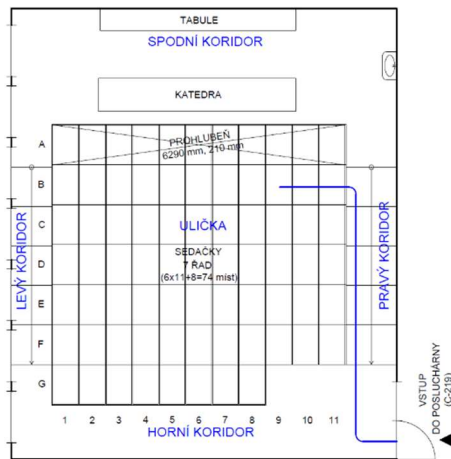 TABULE
SPODNÍ KORIDOR
KATEDRA
PROHLUBEŇ
6290 mm, 210 mm
A
B
C
D
E
F
G
LEVÝ KORIDOR
ULIČKA
SEDAČKY
7 ŘAD
(6x11+8=74 míst)
PRAVÝ KORIDOR
1 2 3 4 5 6 7 8 9 10 11
HORNÍ KORIDOR
VSTUP
DO POSLUCHÁRNY
(C-219)